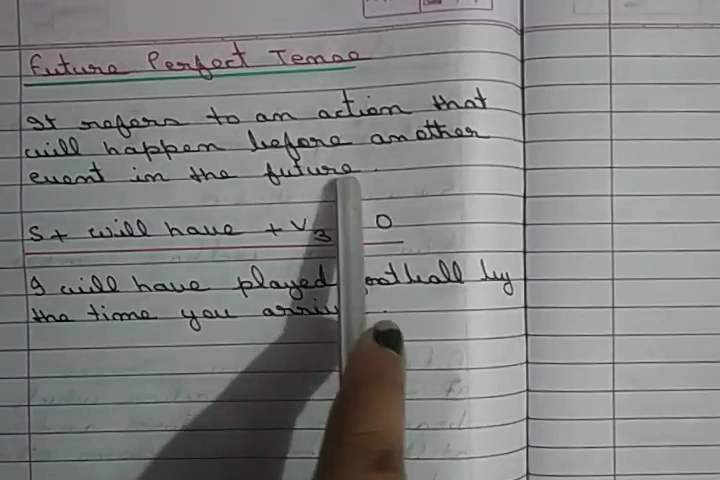 Future Perfect Tense
It refers to an action that
will happen before another
event in the future.
S+ will have + V3 O
I will have played football by
the time you